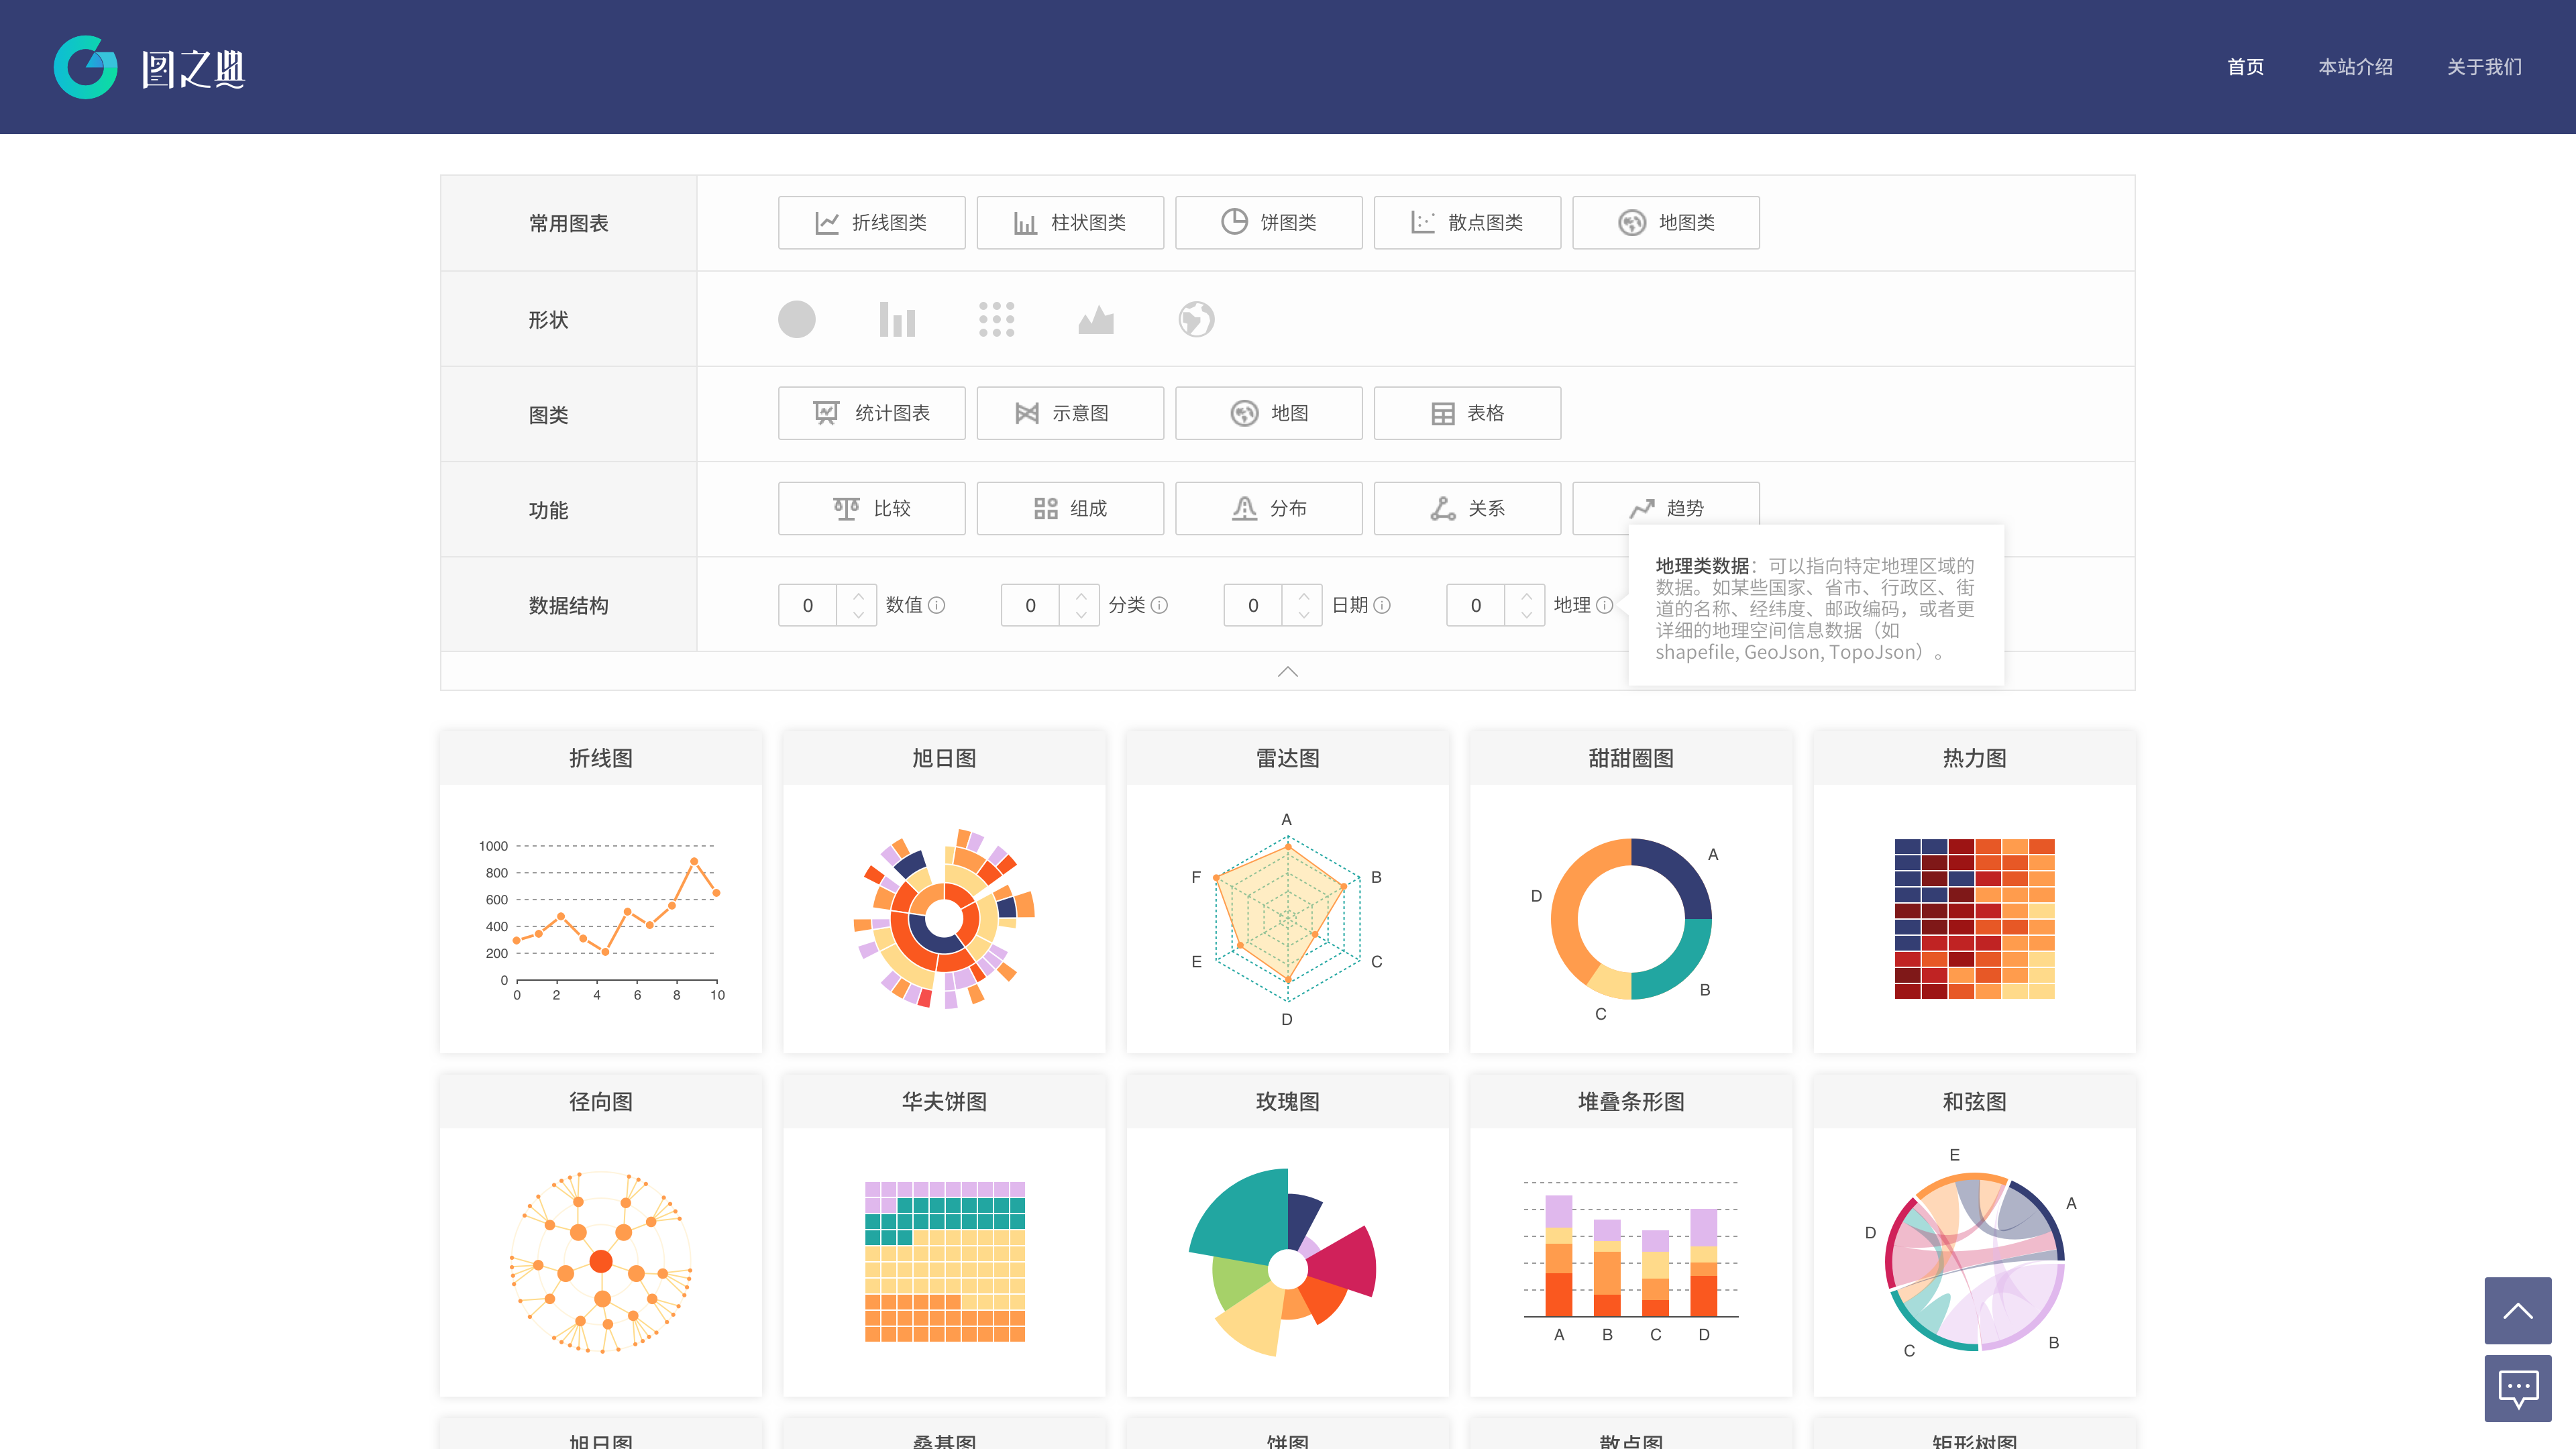 图之典
首页
本站介绍
关于我们
常用图表
折线图类
柱状图类
饼图类
散点图类
地图类
形状
图类
统计图表
示意图
地图
表格
功能
比较
组成
分布
关系
趋势
数据结构
0
数值
0
分类
0
日期
0
地理
地理类数据：可以指向特定地理区域的
数据。如某些国家、省市、行政区、街
道的名称、经纬度、邮政编码，或者更
详细的地理空间信息数据（如
shapefile, GeoJson, TopoJson）。
折线图
1000
800
600
400
200
0
0 2 4 6 8 10
旭日图
雷达图
A
F B
E C
D
甜甜圈图
A
D
B
C
热力图
径向图
华夫饼图
玫瑰图
堆叠条形图
A B C D
和弦图
E
A
D
B
C
旭日图
桑基图
饼图
散点图
矩形树图